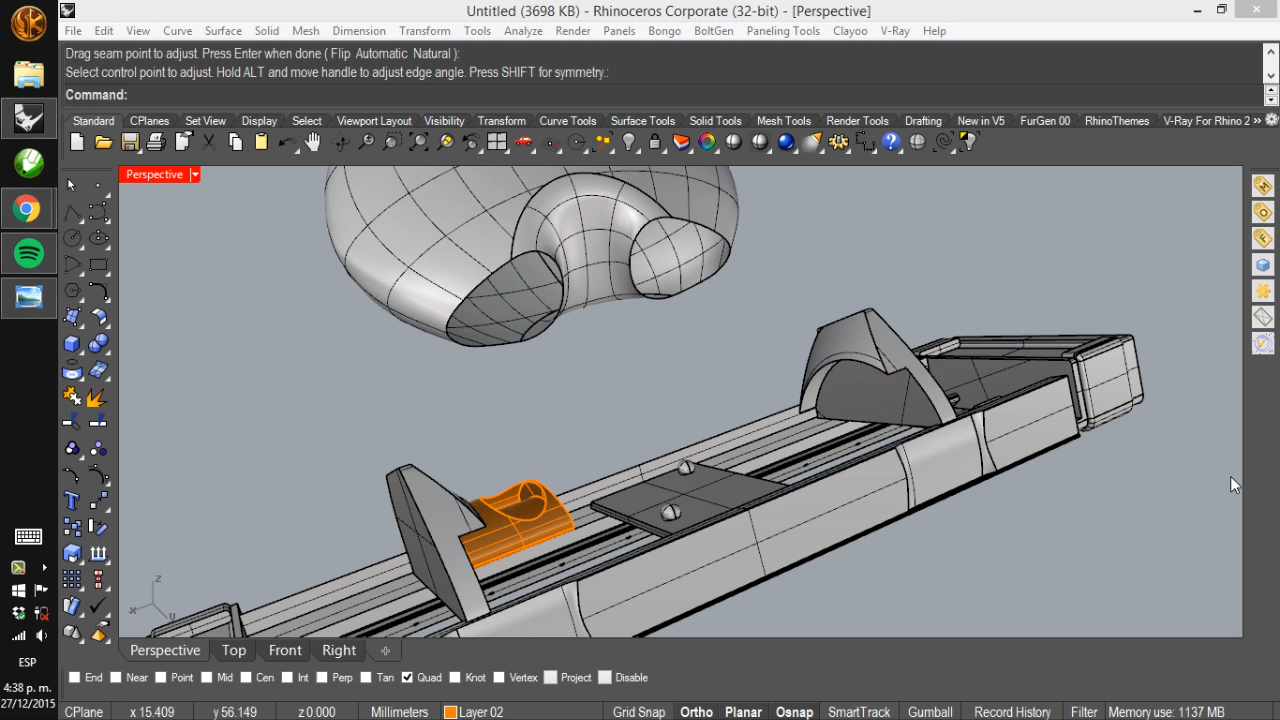 Untitled (3698 KB) - Rhinoceros Corporate (32-bit) - [Perspective]
File Edit View Curve Surface Solid Mesh Dimension Transform Tools Analyze Render Panels Bongo BoltGen Paneling Tools Clayoo V-Ray Help
Drag seam point to adjust. Press Enter when done ( Flip Automatic Natural ):
Select control point to adjust. Hold ALT and move handle to adjust edge angle. Press SHIFT for symmetry.:
Command:
Standard CPlanes Set View Display Select Viewport Layout Visibility Transform Curve Tools Surface Tools Solid Tools Mesh Tools Render Tools Drafting New in V5 FurGen 00 RhinoThemes V-Ray For Rhino 2 »
Perspective
z
x
y
Perspective Top Front Right
End Near Point Mid Cen Int Perp Tan Quad Knot Vertex Project Disable
CPlane x 15.409 y 56.149 z 0.000 Millimeters Layer 02 Grid Snap Ortho Planar Osnap SmartTrack Gumball Record History Filter Memory use: 1137 MB
ESP
4:38 p. m.
27/12/2015